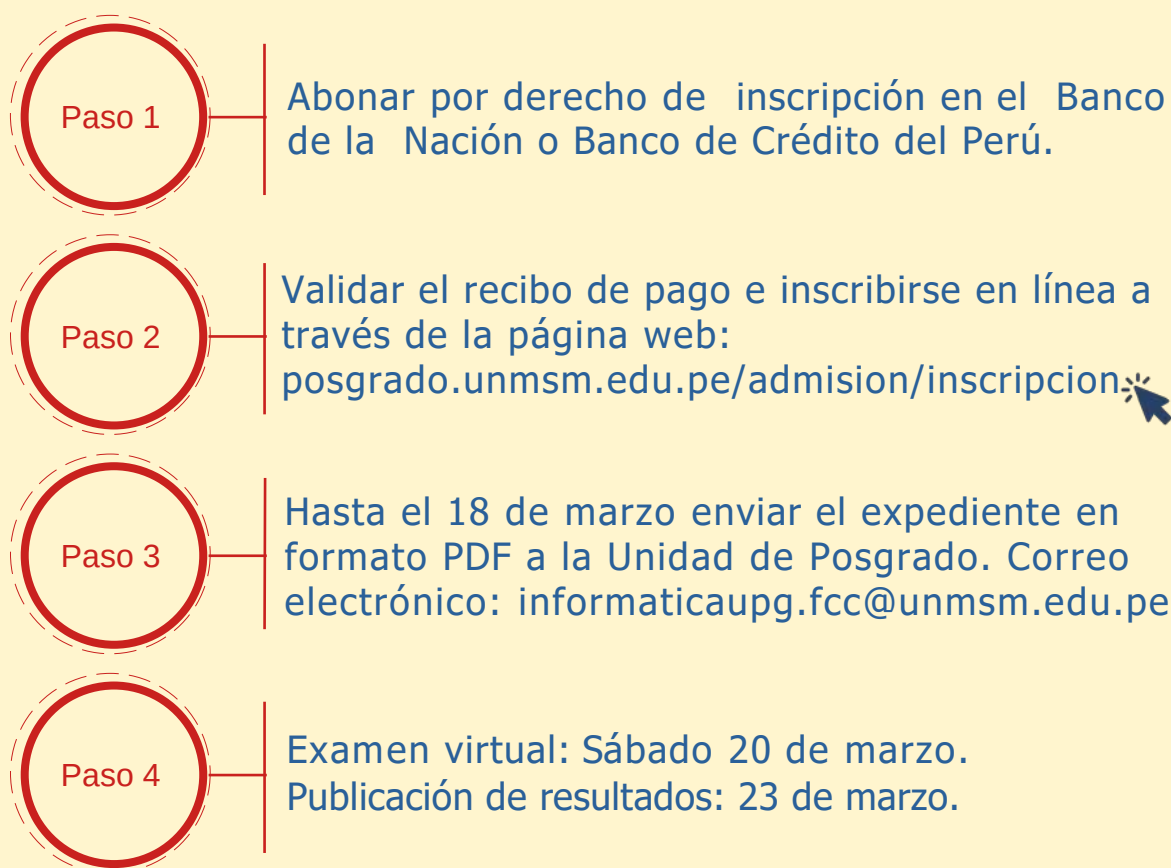 Paso 1
Abonar por derecho de inscripción en el Banco
de la Nación o Banco de Crédito del Perú.
Paso 2
Validar el recibo de pago e inscribirse en línea a
través de la página web:
posgrado.unmsm.edu.pe/admision/inscripcion
Paso 3
Hasta el 18 de marzo enviar el expediente en
formato PDF a la Unidad de Posgrado. Correo
electrónico: informaticaupg.fcc@unmsm.edu.pe
Paso 4
Examen virtual: Sábado 20 de marzo.
Publicación de resultados: 23 de marzo.